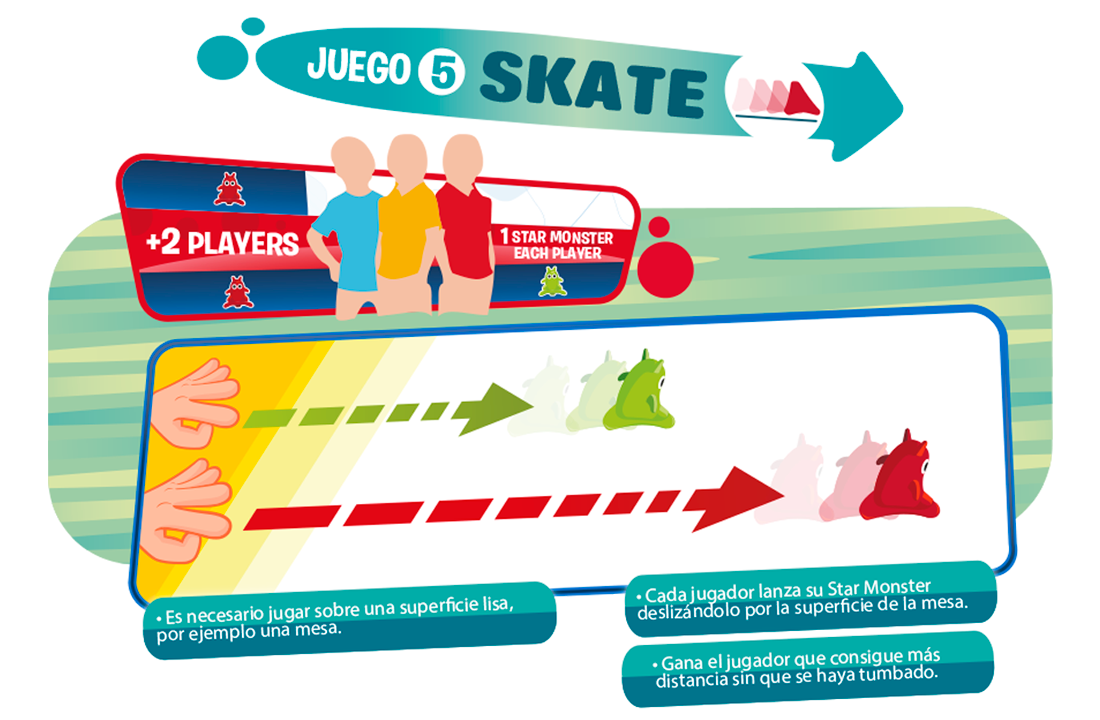 JUEGO 5 SKATE
+2 PLAYERS
1 STAR MONSTER
EACH PLAYER
• Es necesario jugar sobre una superficie lisa,
por ejemplo una mesa.
• Cada jugador lanza su Star Monster
deslizándolo por la superficie de la mesa.
• Gana el jugador que consigue más
distancia sin que se haya tumbado.